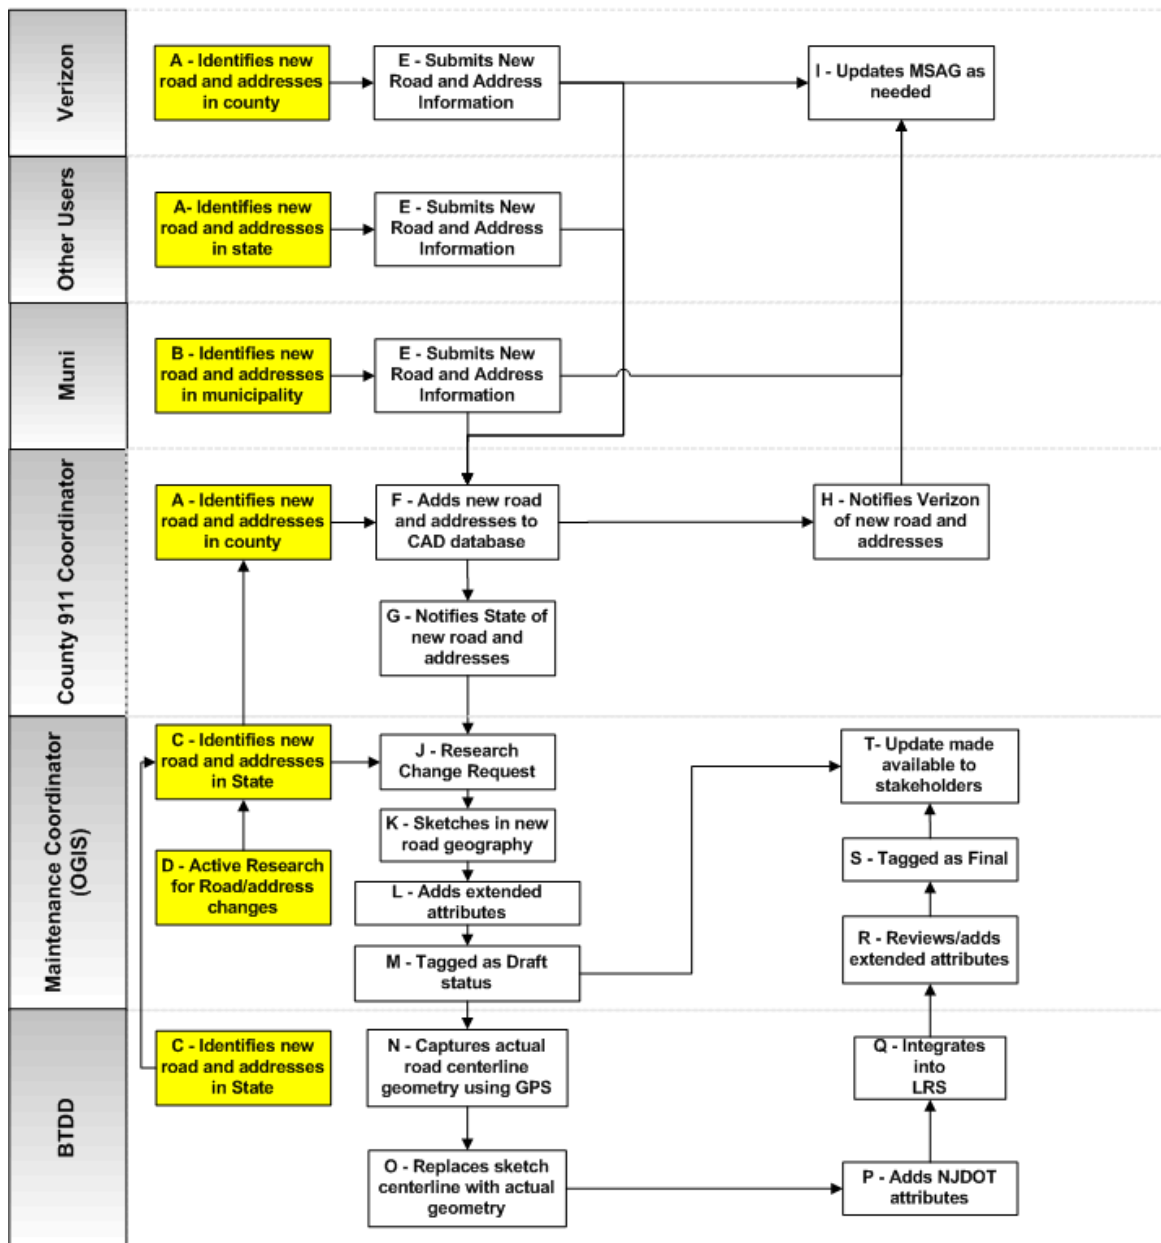 Verizon
A - Identifies new
road and addresses
in county
E - Submits New
Road and Address
Information
I - Updates MSAG as
needed
Other Users
A- Identifies new
road and addresses
in state
E - Submits New
Road and Address
Information
Muni
B - Identifies new
road and addresses
in municipality
E - Submits New
Road and Address
Information
County 911 Coordinator
A - Identifies new
road and addresses
in county
F - Adds new road
and addresses to
CAD database
H - Notifies Verizon
of new road and
addresses
G - Notifies State of
new road and
addresses
Maintenance Coordinator
(OGIS)
C - Identifies new
road and addresses
in State
J - Research
Change Request
T- Update made
available to
stakeholders
K - Sketches in new
road geography
D - Active Research
for Road/address
changes
S - Tagged as Final
L - Adds extended
attributes
R - Reviews/adds
extended attributes
M - Tagged as Draft
status
BTDD
C - Identifies new
road and addresses
in State
N - Captures actual
road centerline
geometry using GPS
Q - Integrates
into
LRS
O - Replaces sketch
centerline with actual
geometry
P - Adds NJDOT
attributes